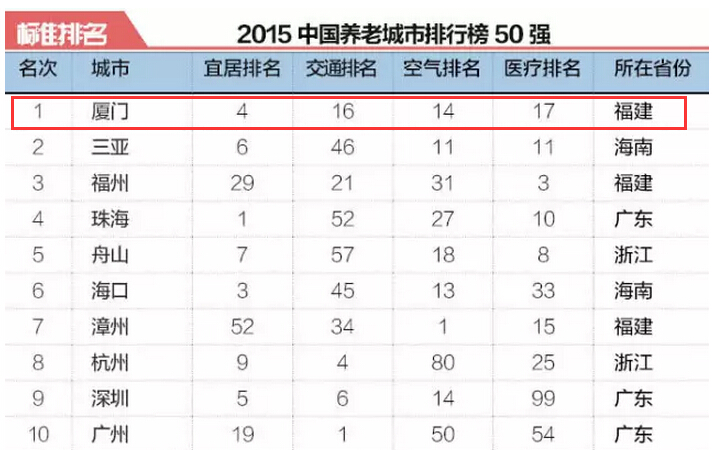 标准排名 2015 中国养老城市排行榜 50 强
名次 城市 宜居排名 交通排名 空气排名 医疗排名 所在省份
1 厦门 4 16 14 17 福建
2 三亚 6 46 11 11 海南
3 福州 29 21 31 3 福建
4 珠海 1 52 27 10 广东
5 舟山 7 57 18 8 浙江
6 海口 3 45 13 33 海南
7 漳州 52 34 1 15 福建
8 杭州 9 4 80 25 浙江
9 深圳 5 6 14 99 广东
10 广州 19 1 50 54 广东